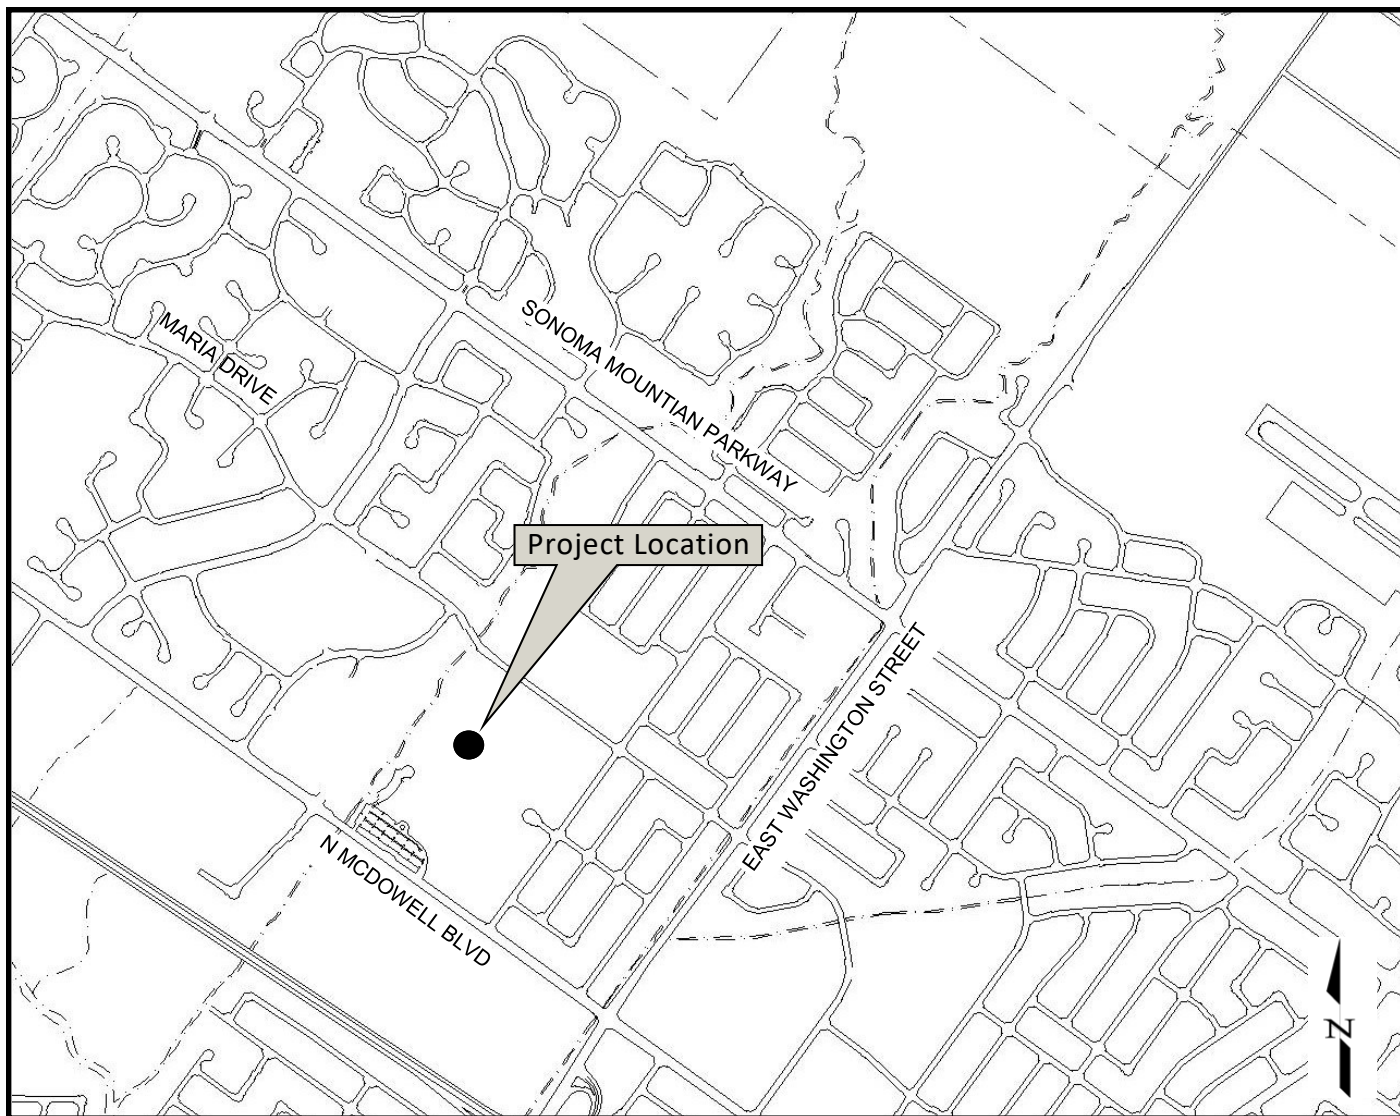 SONOMA MOUNTIAN PARKWAY
MARIA DRIVE
Project Location
EAST WASHINGTON STREET
N MCDOWELL BLVD
N